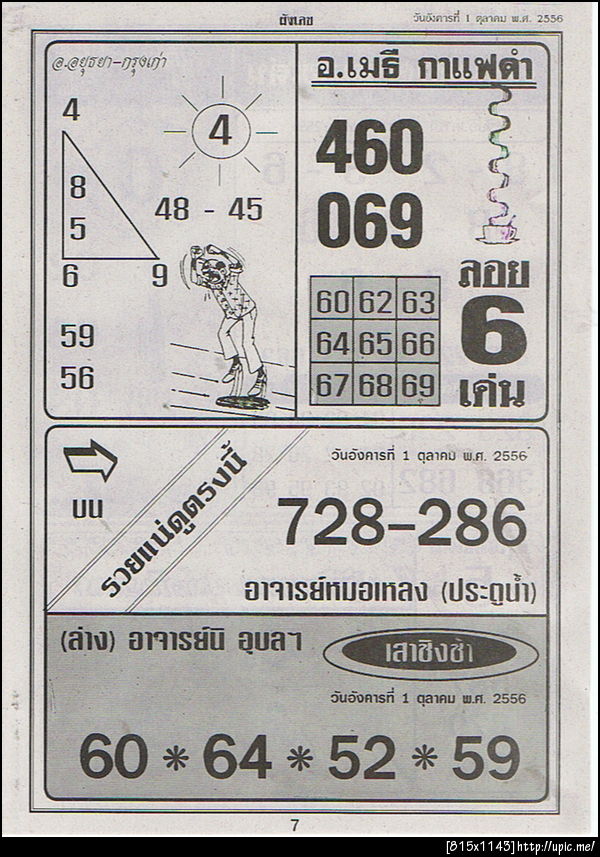 ผังเลข
วันอังคารที่ 1 ตุลาคม พ.ศ. 2556
อ.อยุธยา-กรุงเก่า
4
4
8
5
6 9
48 - 45
59
56
อ.เมธี กาแฟดำ
460
069
60 62 63
64 65 66
67 68 69
ลอย
6
เด่น
บน
รวยแน่ดูตรงนี้
วันอังคารที่ 1 ตุลาคม พ.ศ. 2556
728-286
อาจารย์หมอเหลง (ประตูน้ำ)
(ล่าง) อาจารย์นิ อุบลฯ
เสาชิงช้า
วันอังคารที่ 1 ตุลาคม พ.ศ. 2556
60 * 64 * 52 * 59
7
[815x1143]http://upic.me/